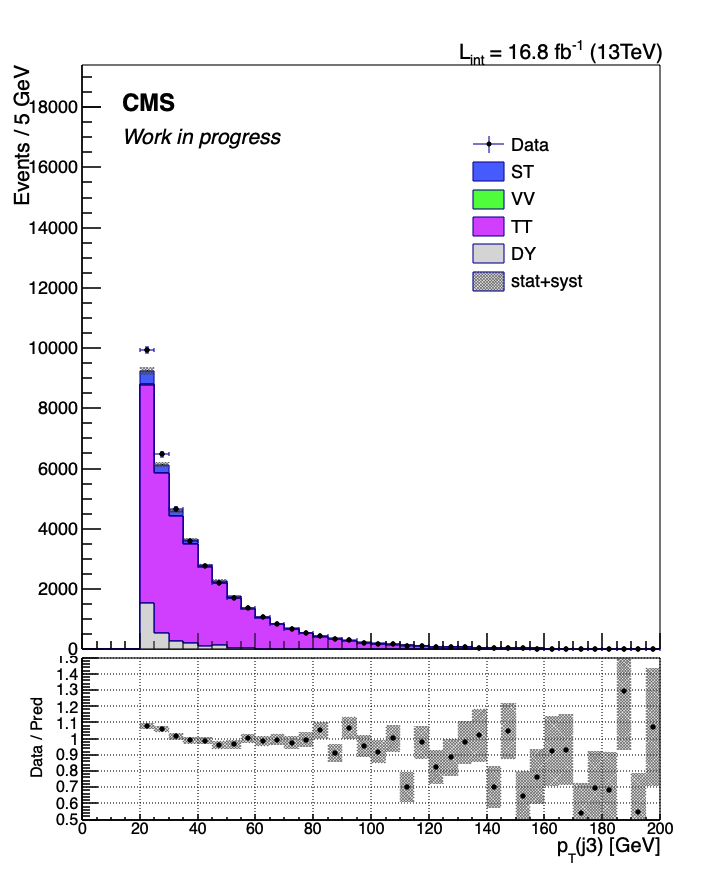 L_int = 16.8 fb^-1 (13TeV)
Events / 5 GeV
18000
16000
14000
12000
10000
8000
6000
4000
2000
0
CMS
Work in progress
Data
ST
VV
TT
DY
stat+syst
Data / Pred
1.5
1.4
1.3
1.2
1.1
1
0.9
0.8
0.7
0.6
0.5
0 20 40 60 80 100 120 140 160 180 200
p_T(j3) [GeV]